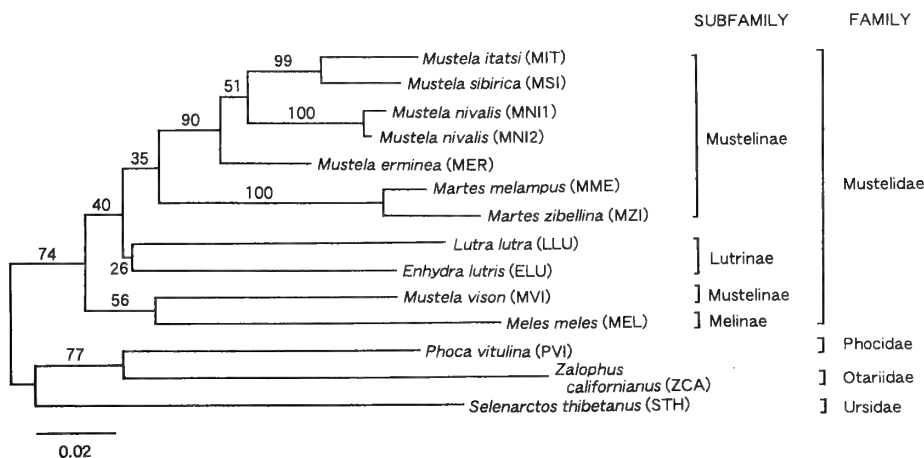 SUBFAMILY FAMILY
99 Mustela itatsi (MIT)
Mustela sibirica (MSI)
51
100 Mustela nivalis (MNI1)
90 Mustela nivalis (MNI2) Mustelinae
35 Mustela erminea (MER)
100 Martes melampus (MME) Mustelidae
Martes zibellina (MZI)
40
Lutra lutra (LLU)
74 Lutrinae
26 Enhydra lutris (ELU)
56 Mustela vison (MVI) Mustelinae
Meles meles (MEL) Melinae
77 Phoca vitulina (PVI) Phocidae
Zalophus
californianus (ZCA) Otariidae
Selenarctos thibetanus (STH) Ursidae
0.02